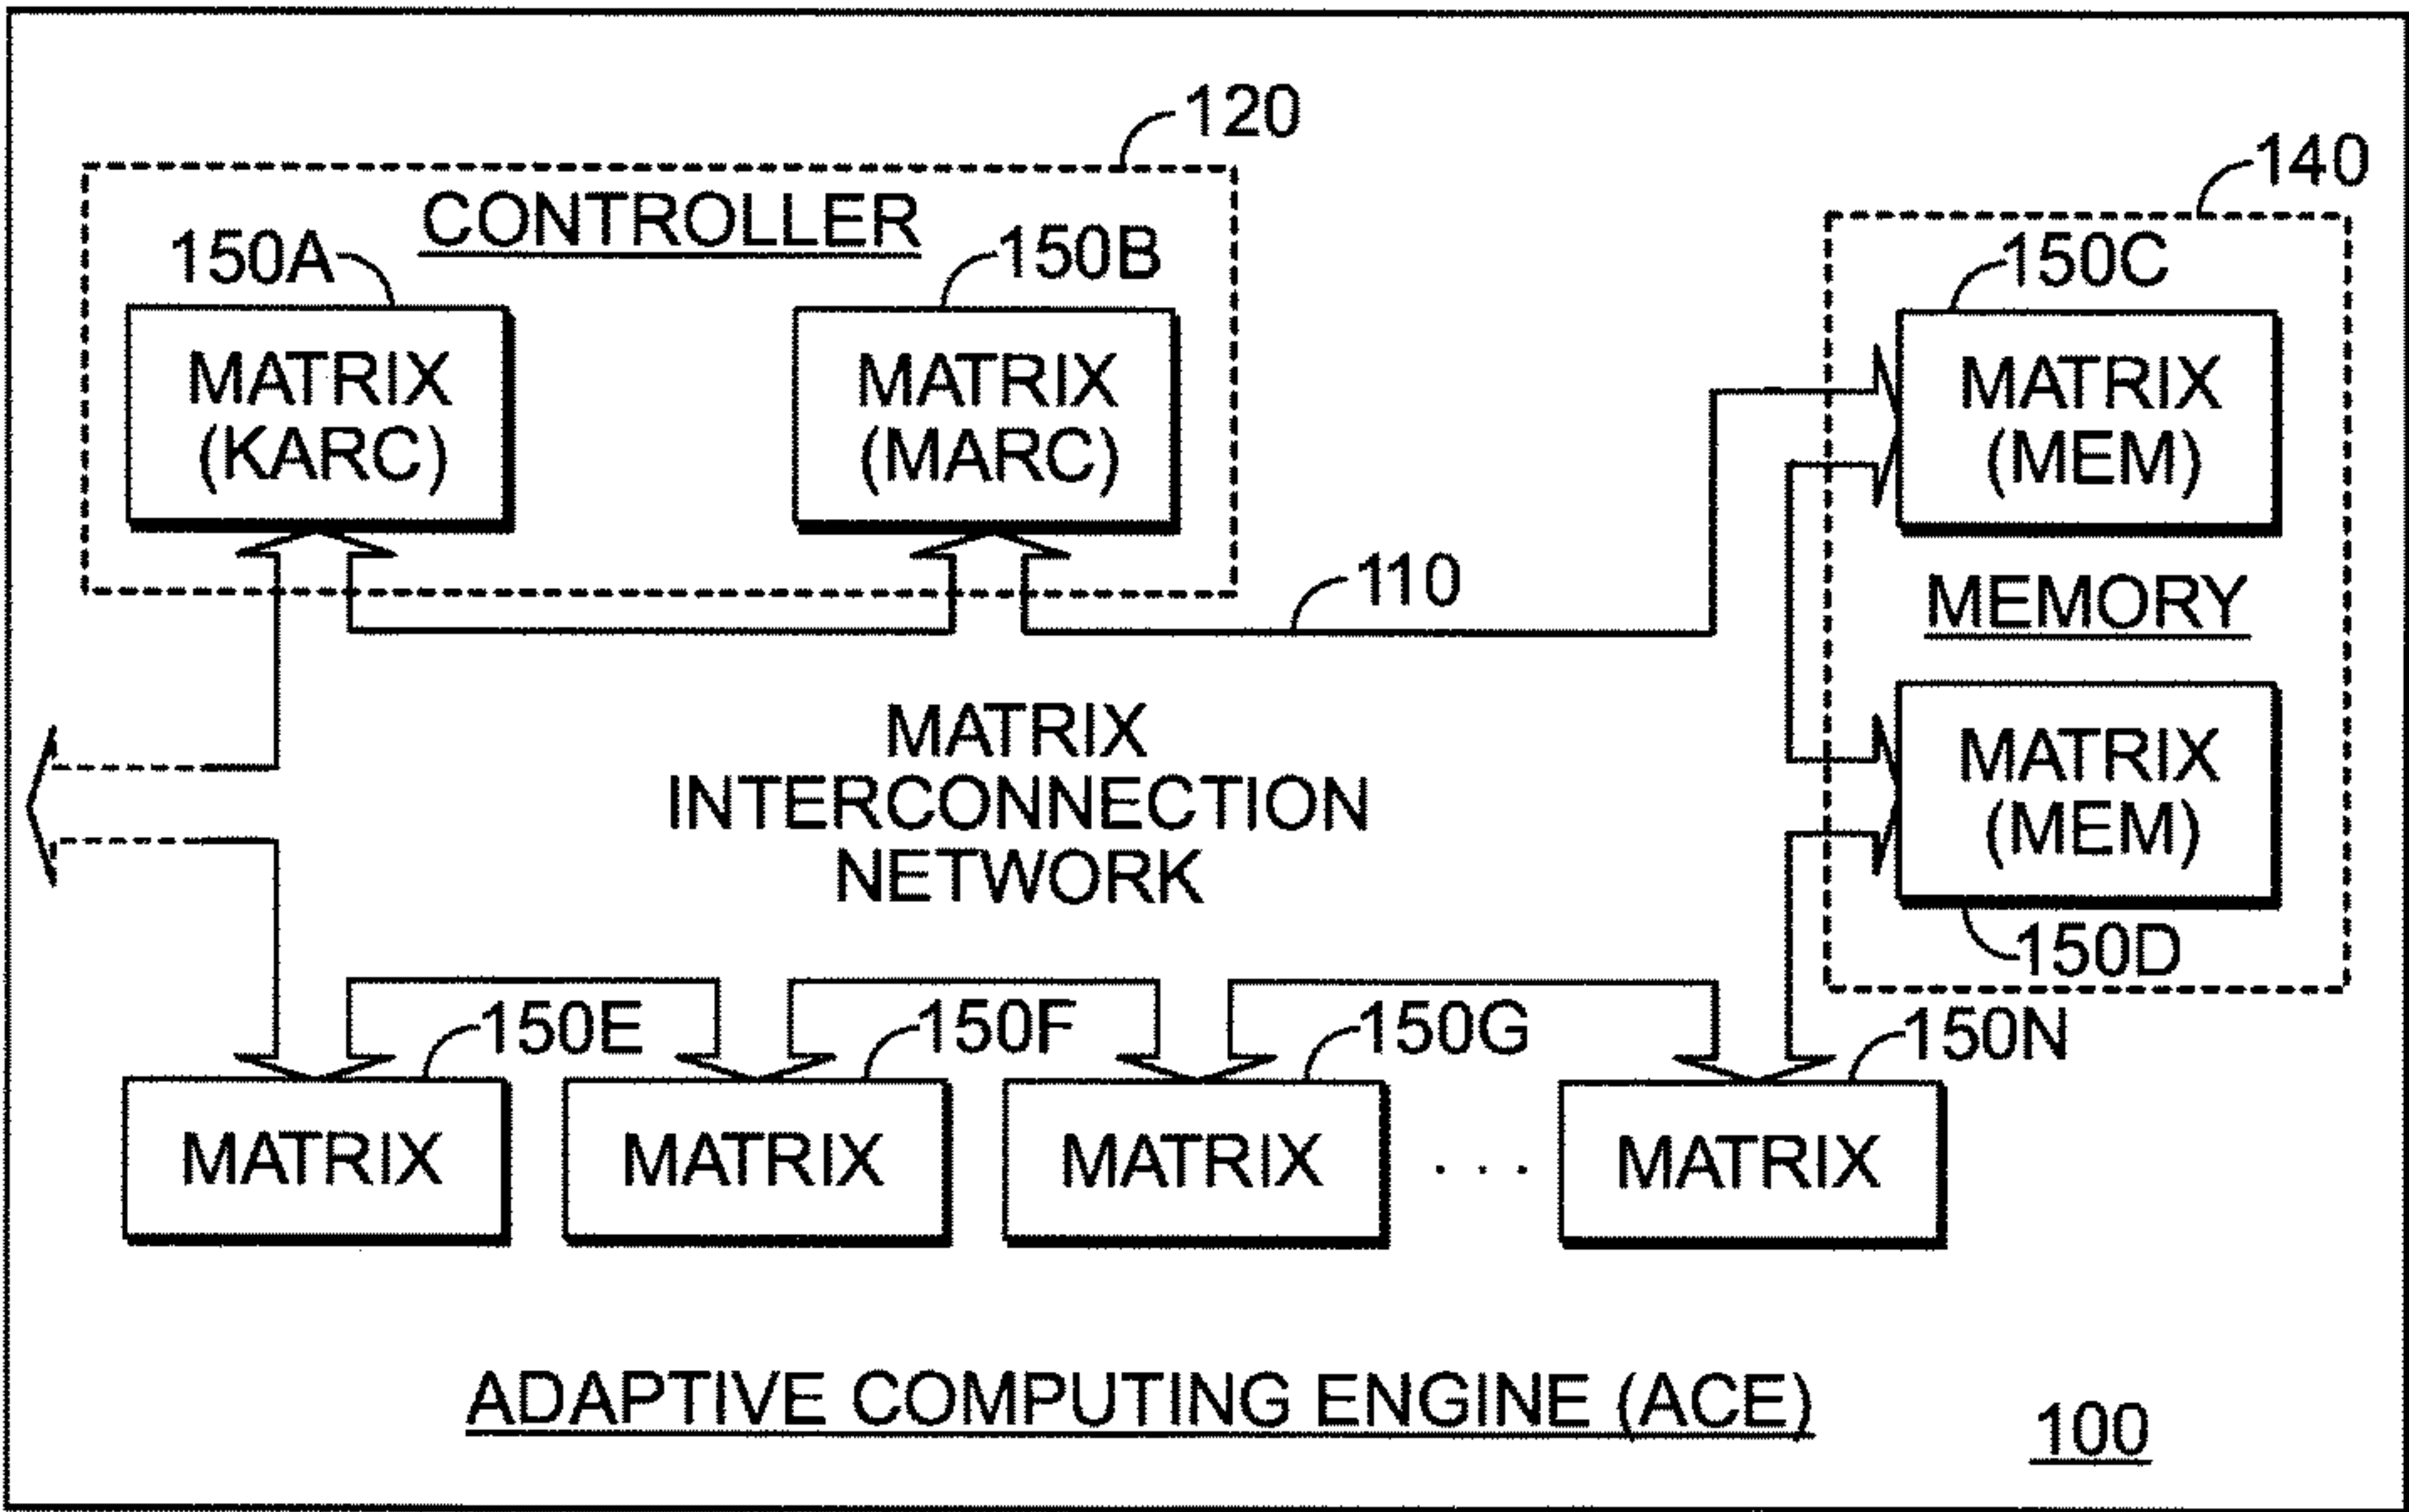 120
140
CONTROLLER
150A
150B
150C
MATRIX
(KARC)
MATRIX
(MARC)
MATRIX
(MEM)
110
MEMORY
MATRIX
INTERCONNECTION
NETWORK
MATRIX
(MEM)
150D
150E
150F
150G
150N
MATRIX
MATRIX
MATRIX
. . .
MATRIX
ADAPTIVE COMPUTING ENGINE (ACE)
100